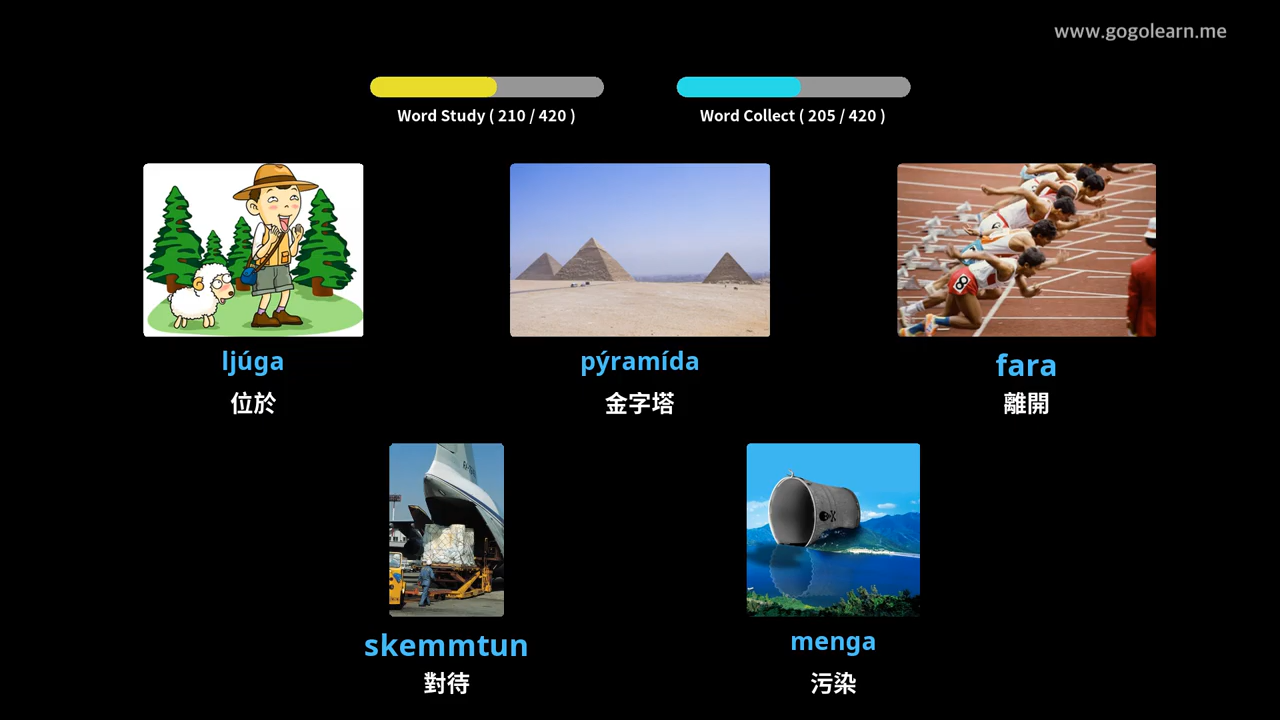 www.gogolearn.me
Word Study ( 210 / 420 )
Word Collect ( 205 / 420 )
ljúga
位於
pýramída
金字塔
fara
離開
skemmtun
對待
menga
污染